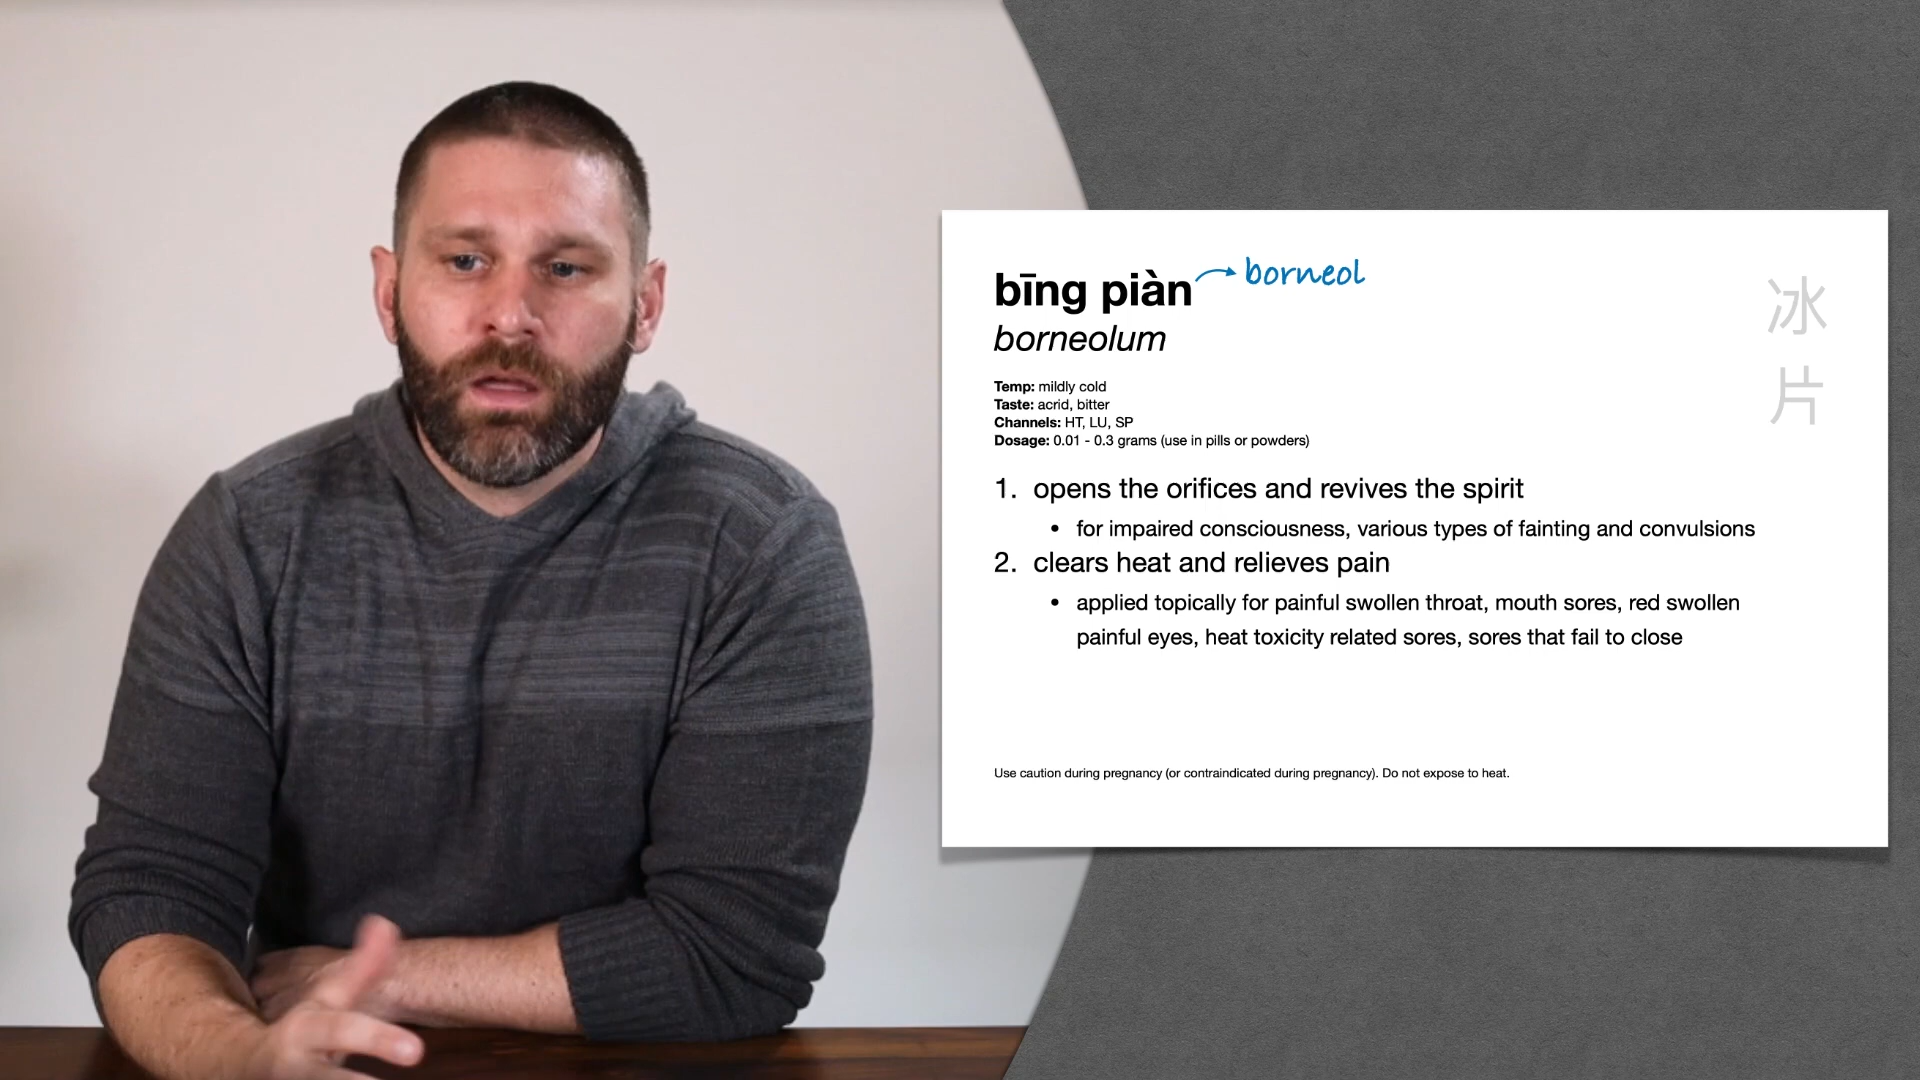 bīng piàn
borneol
borneolum
冰
片
Temp: mildly cold
Taste: acrid, bitter
Channels: HT, LU, SP
Dosage: 0.01 - 0.3 grams (use in pills or powders)
1. opens the orifices and revives the spirit
• for impaired consciousness, various types of fainting and convulsions
2. clears heat and relieves pain
• applied topically for painful swollen throat, mouth sores, red swollen
painful eyes, heat toxicity related sores, sores that fail to close
Use caution during pregnancy (or contraindicated during pregnancy). Do not expose to heat.